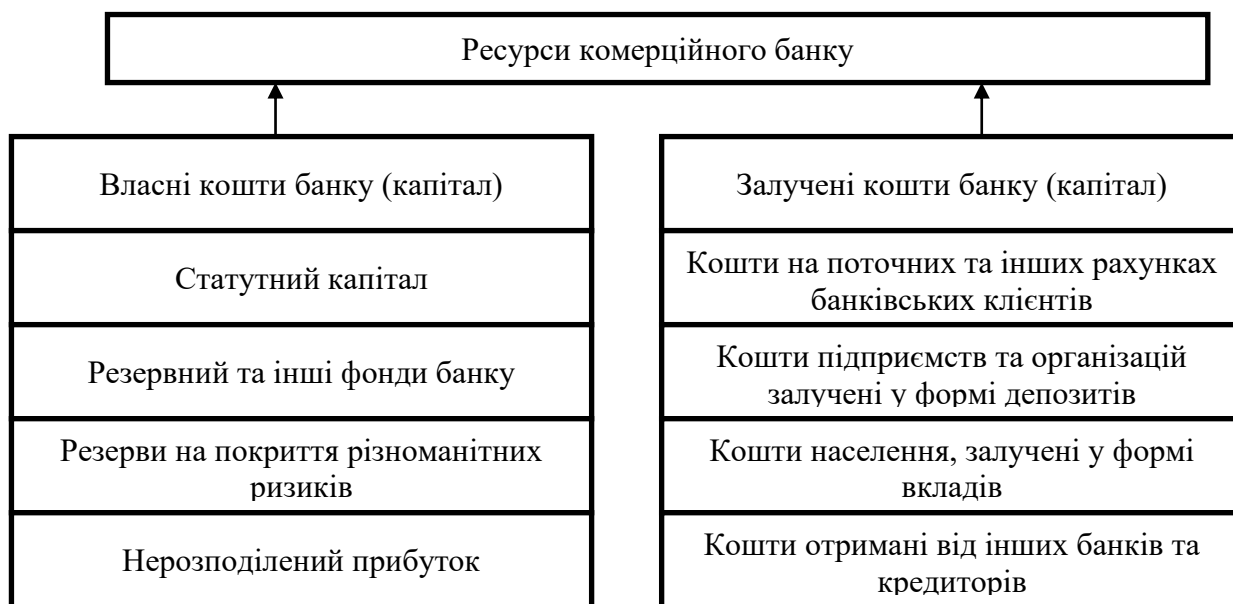 Ресурси комерційного банку
Власні кошти банку (капітал)
Статутний капітал
Резервний та інші фонди банку
Резерви на покриття різноманітних
ризиків
Нерозподілений прибуток
Залучені кошти банку (капітал)
Кошти на поточних та інших рахунках
банківських клієнтів
Кошти підприємств та організацій
залучені у формі депозитів
Кошти населення, залучені у формі
вкладів
Кошти отримані від інших банків та
кредиторів